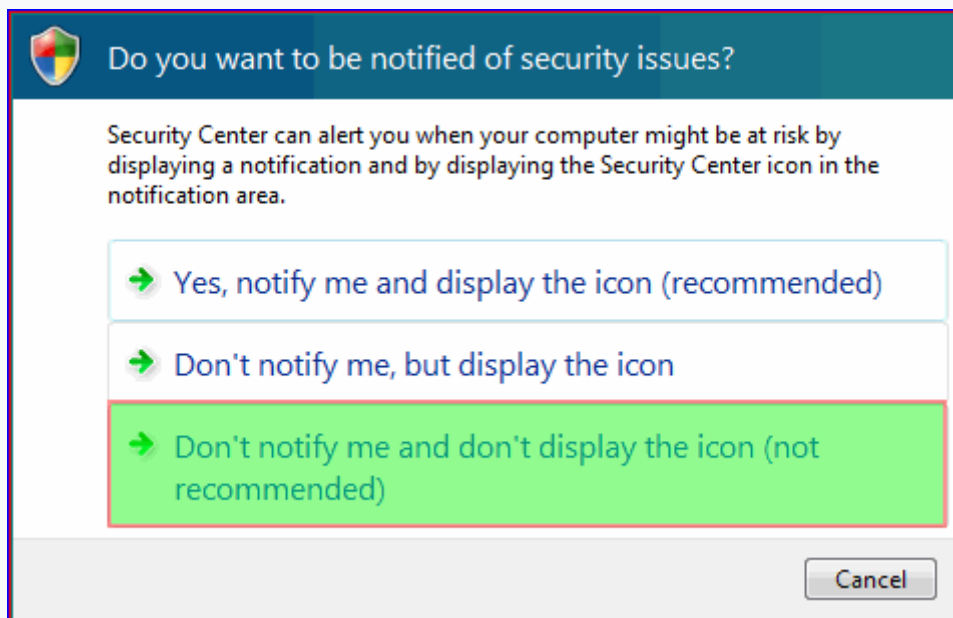 Do you want to be notified of security issues?
Security Center can alert you when your computer might be at risk by
displaying a notification and by displaying the Security Center icon in the
notification area.
Yes, notify me and display the icon (recommended)
Don't notify me, but display the icon
Don't notify me and don't display the icon (not
recommended)
Cancel